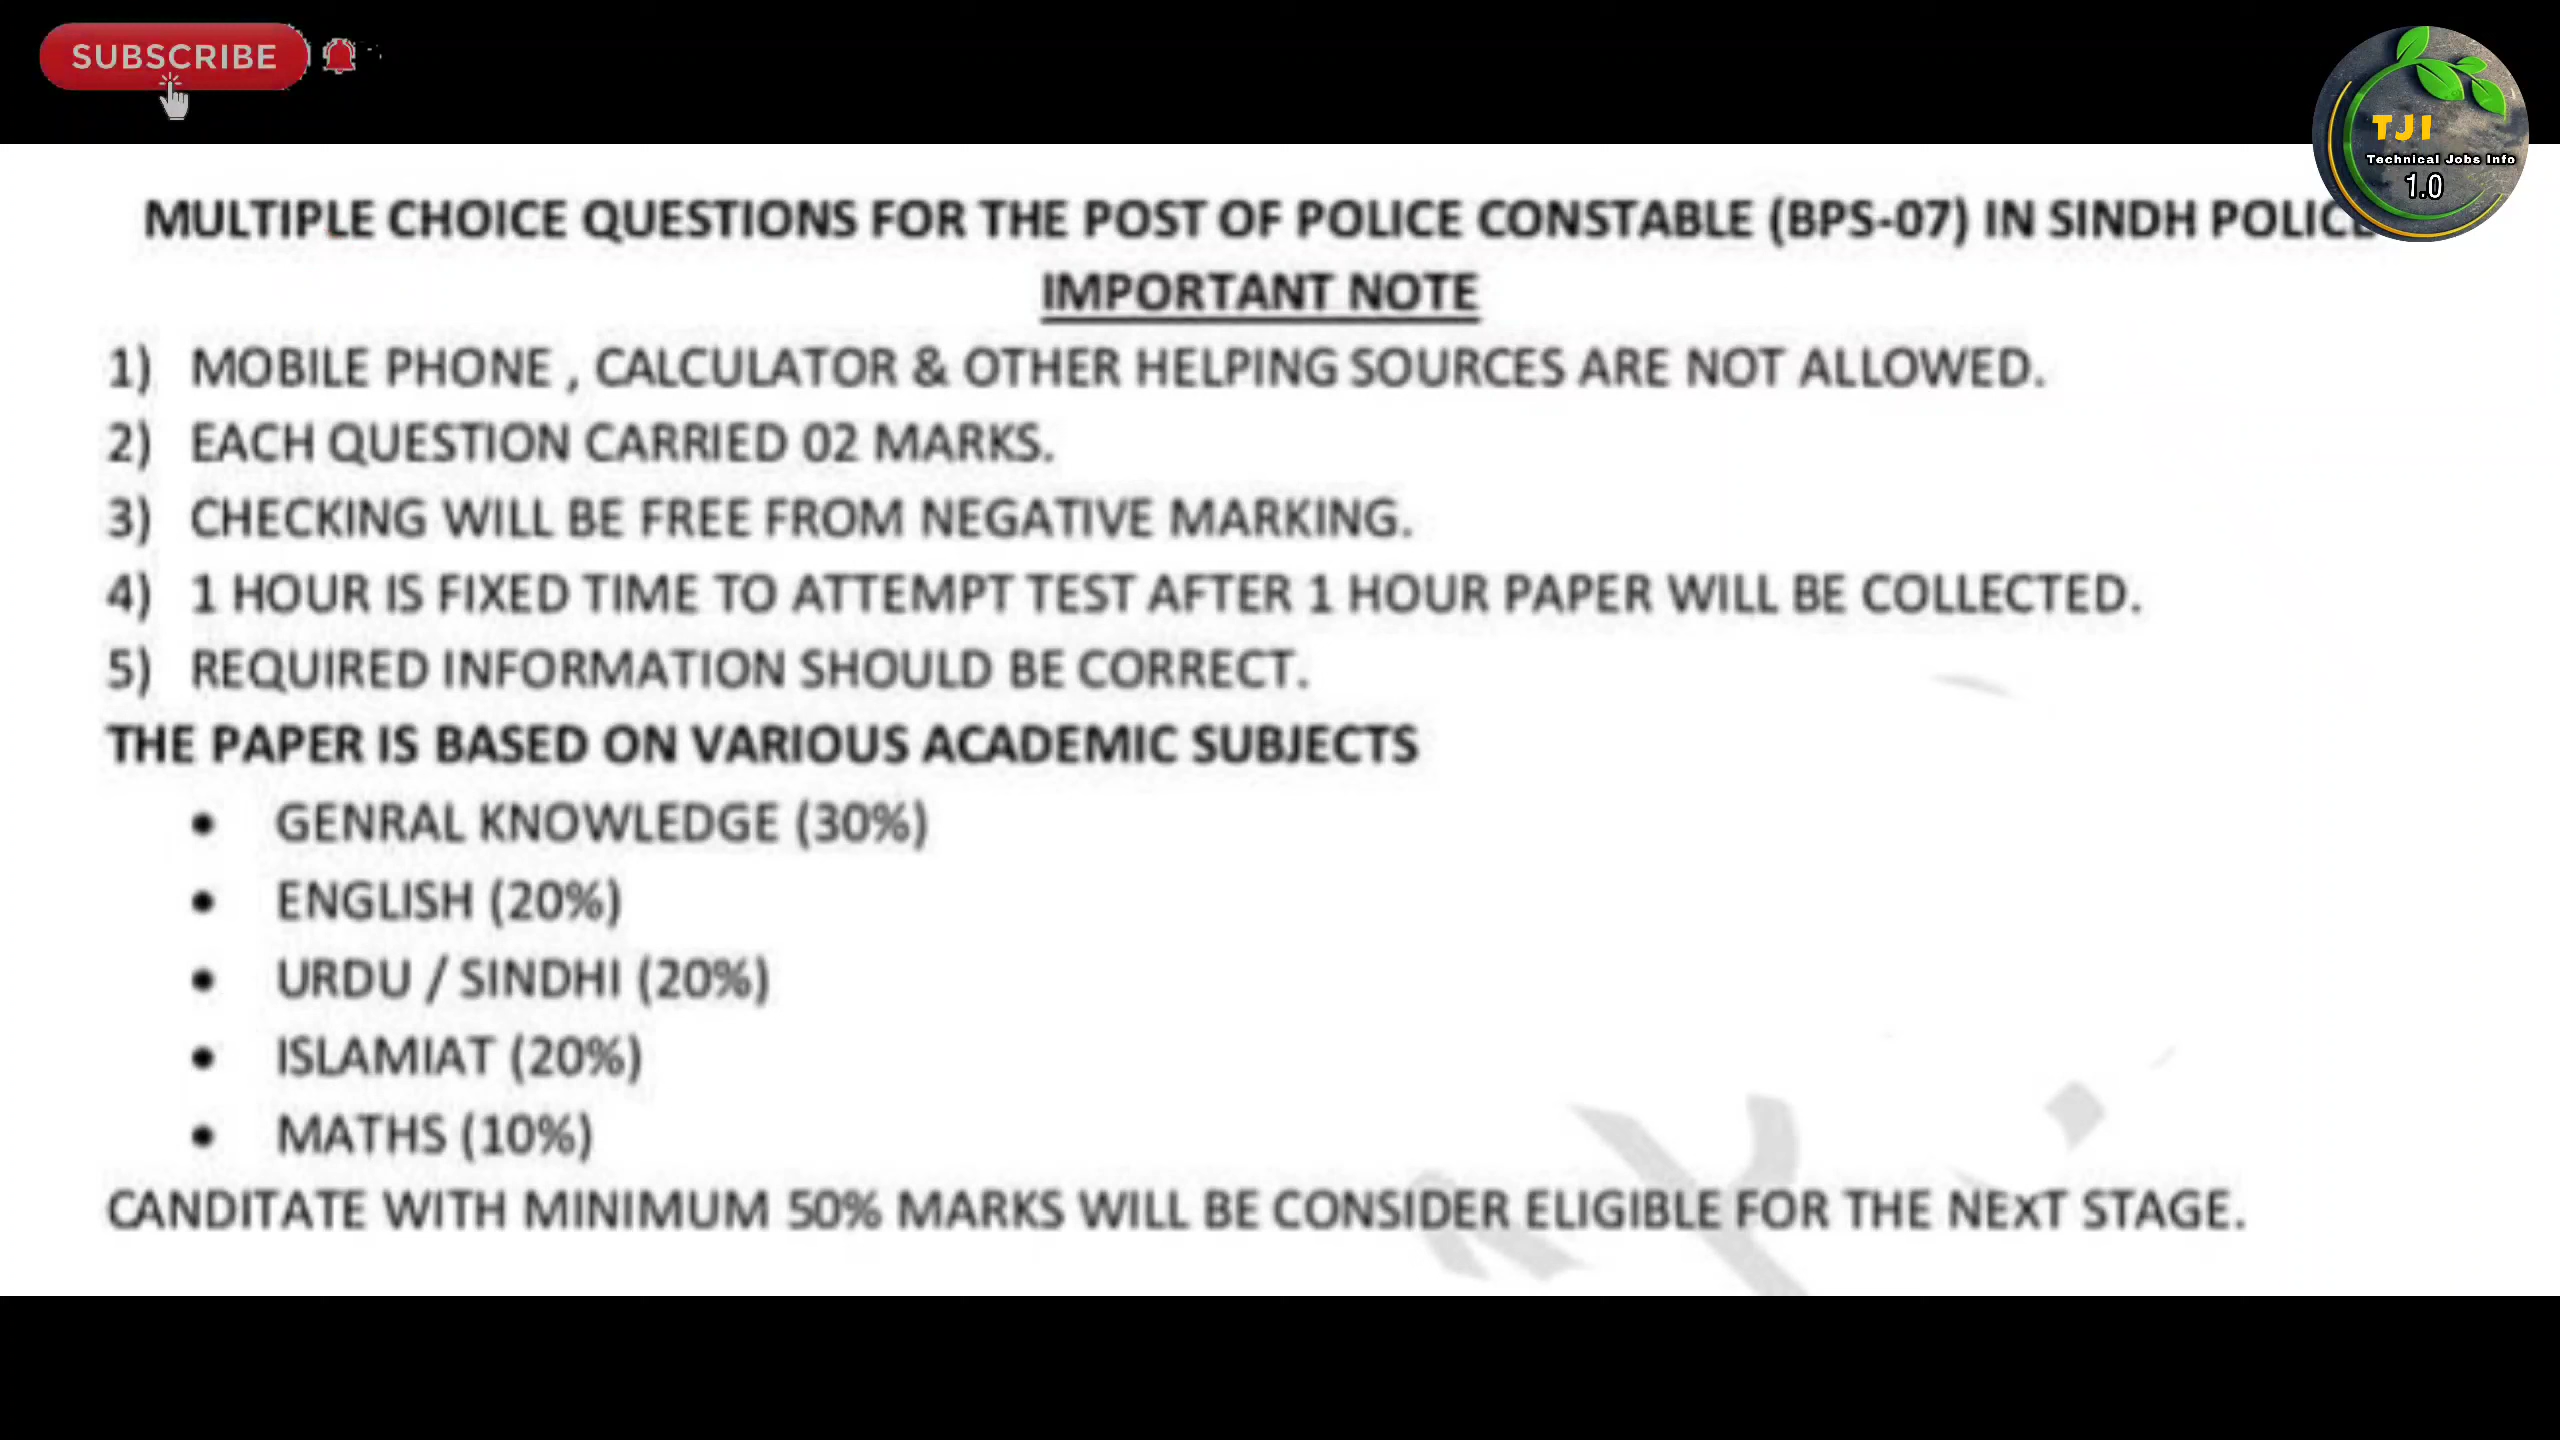 SUBSCRIBE
TJI
Technical Jobs Info
1.0
MULTIPLE CHOICE QUESTIONS FOR THE POST OF POLICE CONSTABLE (BPS-07) IN SINDH POLICE
IMPORTANT NOTE
1) MOBILE PHONE , CALCULATOR & OTHER HELPING SOURCES ARE NOT ALLOWED.
2) EACH QUESTION CARRIED 02 MARKS.
3) CHECKING WILL BE FREE FROM NEGATIVE MARKING.
4) 1 HOUR IS FIXED TIME TO ATTEMPT TEST AFTER 1 HOUR PAPER WILL BE COLLECTED.
5) REQUIRED INFORMATION SHOULD BE CORRECT.
THE PAPER IS BASED ON VARIOUS ACADEMIC SUBJECTS
• GENRAL KNOWLEDGE (30%)
• ENGLISH (20%)
• URDU / SINDHI (20%)
• ISLAMIAT (20%)
• MATHS (10%)
CANDITATE WITH MINIMUM 50% MARKS WILL BE CONSIDER ELIGIBLE FOR THE NEXT STAGE.